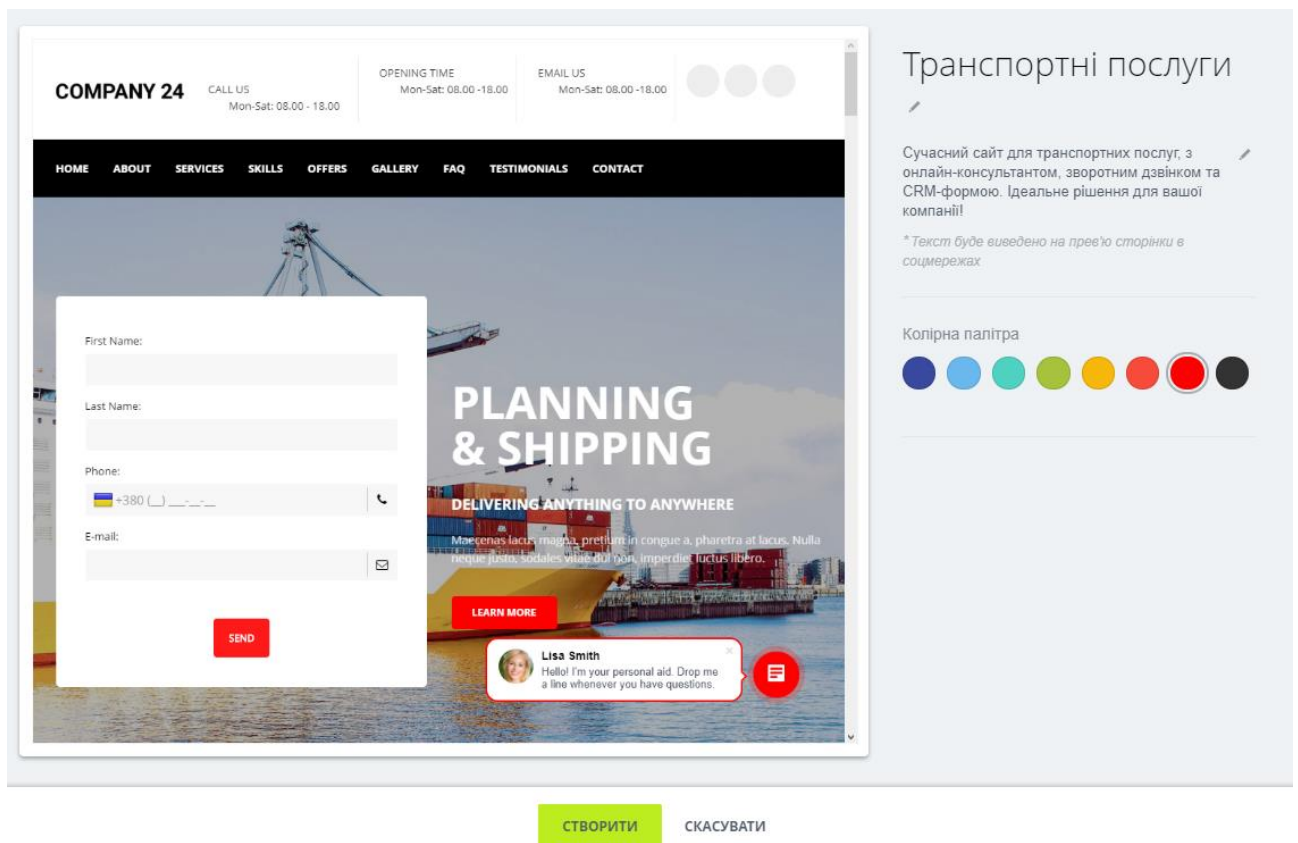 COMPANY 24
CALL US
Mon-Sat: 08.00 - 18.00
OPENING TIME
Mon-Sat: 08.00 -18.00
EMAIL US
Mon-Sat: 08.00 -18.00
HOME ABOUT SERVICES SKILLS OFFERS GALLERY FAQ TESTIMONIALS CONTACT
First Name:
Last Name:
Phone:
+380 (__) ___-__-__
E-mail:
SEND
PLANNING
& SHIPPING
DELIVERING ANYTHING TO ANYWHERE
Maecenas lacus magna, pretium in congue a, pharetra at lacus. Nulla
neque justo, sodales vitae dui non, imperdiet luctus libero.
LEARN MORE
Lisa Smith
Hello! I'm your personal aid. Drop me
a line whenever you have questions.
Транспортні послуги
Сучасний сайт для транспортних послуг, з
онлайн-консультантом, зворотним дзвінком та
CRM-формою. Ідеальне рішення для вашої
компанії!
* Текст буде виведено на прев'ю сторінки в
соцмережах
Колірна палітра
СТВОРИТИ
СКАСУВАТИ